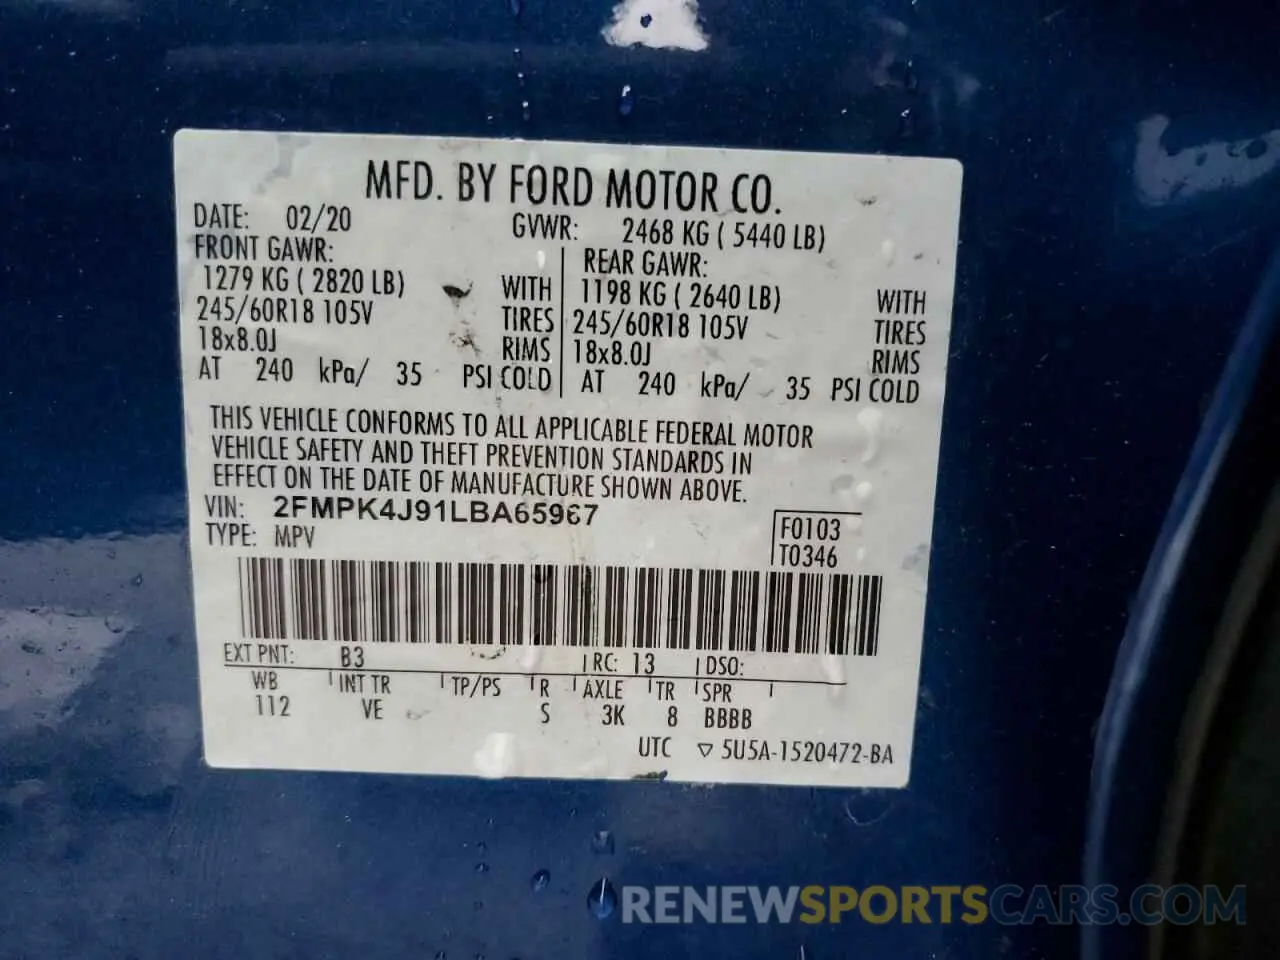 MFD. BY FORD MOTOR CO.
DATE: 02/20 GVWR: 2468 KG ( 5440 LB)
FRONT GAWR: REAR GAWR:
1279 KG ( 2820 LB) WITH 1198 KG ( 2640 LB) WITH
245/60R18 105V TIRES 245/60R18 105V TIRES
18x8.0J RIMS 18x8.0J RIMS
AT 240 kPa/ 35 PSI COLD AT 240 kPa/ 35 PSI COLD
THIS VEHICLE CONFORMS TO ALL APPLICABLE FEDERAL MOTOR
VEHICLE SAFETY AND THEFT PREVENTION STANDARDS IN
EFFECT ON THE DATE OF MANUFACTURE SHOWN ABOVE.
VIN: 2FMPK4J91LBA65967
TYPE: MPV
F0103
T0346
EXT PNT: B3 RC: 13 DSO:
WB INT TR TP/PS R AXLE TR SPR
112 VE S 3K 8 BBBB
UTC ▽ 5U5A-1520472-BA
RENEWSPORTSCARS.COM